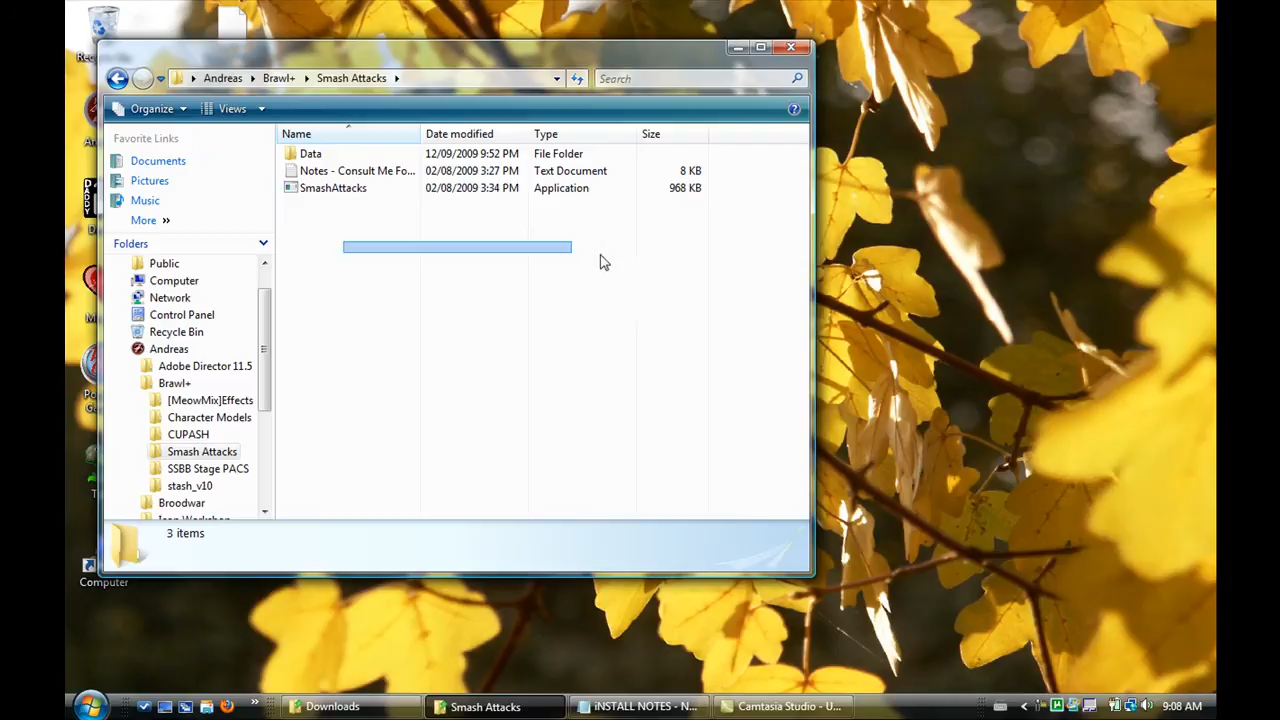 Andreas Brawl+ Smash Attacks Search
Organize Views
Favorite Links
Documents
Pictures
Music
More »
Folders
Public
Computer
Network
Control Panel
Recycle Bin
Andreas
Adobe Director 11.5
Brawl+
[MeowMix]Effects
Character Models
CUPASH
Smash Attacks
SSBB Stage PACS
stash_v10
Broodwar
Name Date modified Type Size
Data 12/09/2009 9:52 PM File Folder
Notes - Consult Me Fo... 02/08/2009 3:27 PM Text Document 8 KB
SmashAttacks 02/08/2009 3:34 PM Application 968 KB
3 items
Computer
Downloads Smash Attacks iNSTALL NOTES - N... Camtasia Studio - U... 9:08 AM